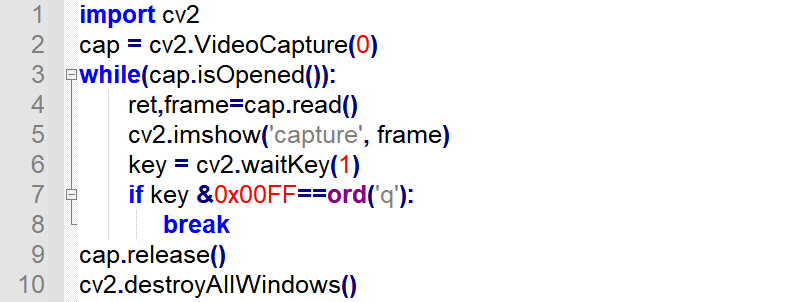 1 import cv2
2 cap = cv2.VideoCapture(0)
3 while(cap.isOpened()):
4 ret,frame=cap.read()
5 cv2.imshow('capture', frame)
6 key = cv2.waitKey(1)
7 if key &0x00FF==ord('q'):
8 break
9 cap.release()
10 cv2.destroyAllWindows()